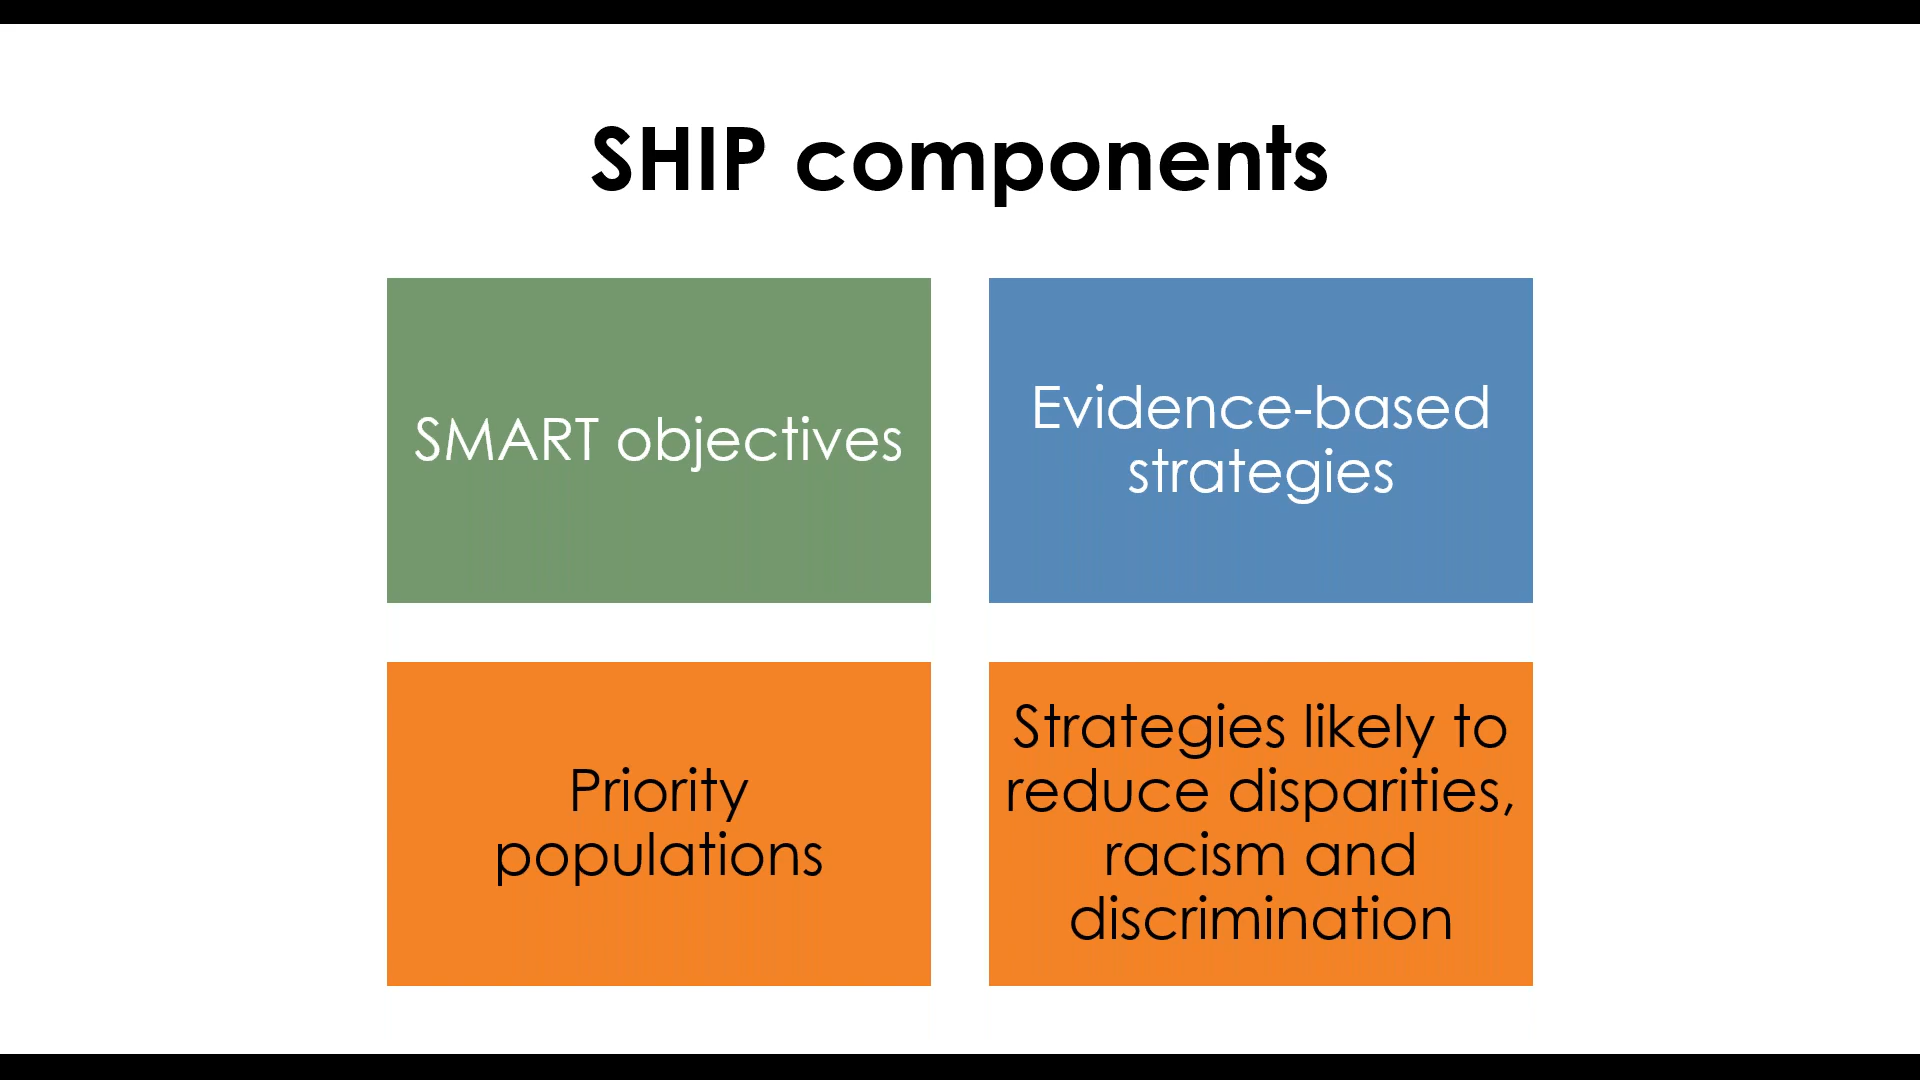 SHIP components
SMART objectives
Evidence-based
strategies
Priority
populations
Strategies likely to
reduce disparities,
racism and
discrimination